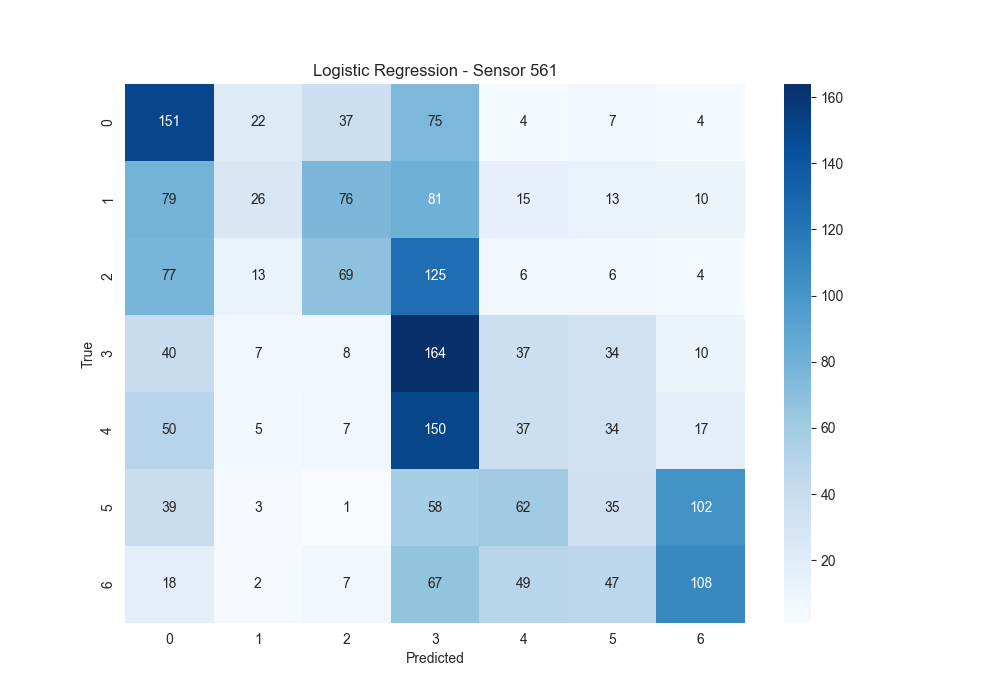 Logistic Regression - Sensor 561
0 151 22 37 75 4 7 4 160
1 79 26 76 81 15 13 10 140
2 77 13 69 125 6 6 4 120
100
True
3 40 7 8 164 37 34 10 80
4 50 5 7 150 37 34 17 60
5 39 3 1 58 62 35 102 40
6 18 2 7 67 49 47 108 20
0 1 2 3 4 5 6
Predicted